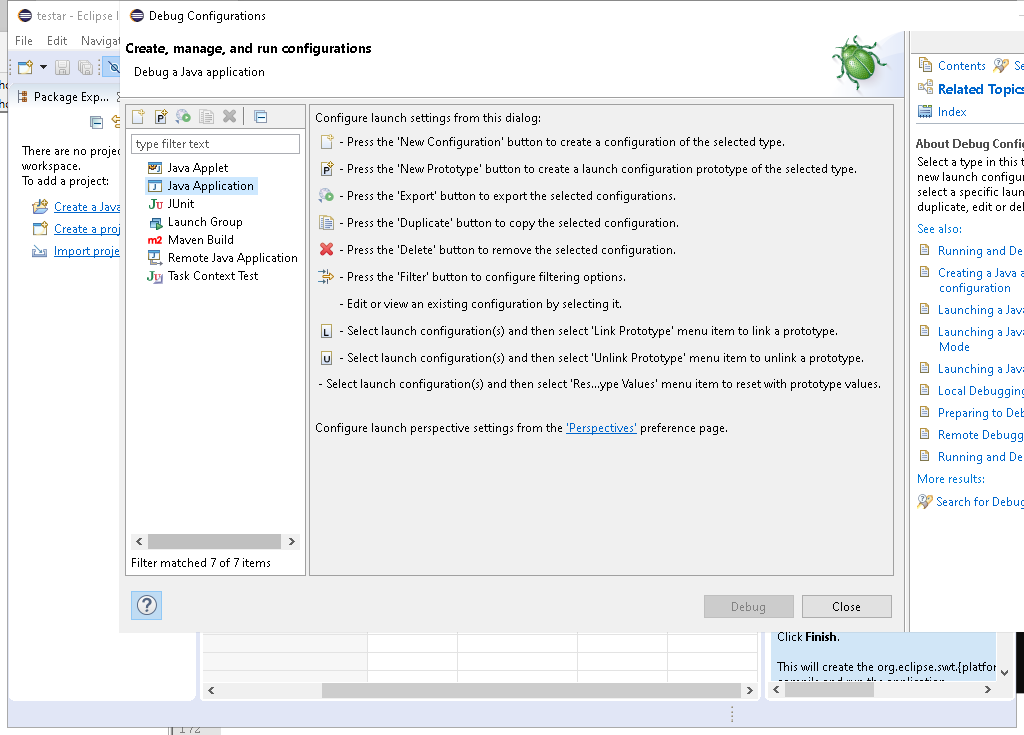 testar - Eclipse I
File Edit Navigat
Package Exp...
There are no projec
workspace.
To add a project:
Create a Java
Create a proj
Import proje
Debug Configurations
Create, manage, and run configurations
Debug a Java application
type filter text
Java Applet
Java Application
JUnit
Launch Group
Maven Build
Remote Java Application
Task Context Test
Filter matched 7 of 7 items
Configure launch settings from this dialog:
- Press the 'New Configuration' button to create a configuration of the selected type.
- Press the 'New Prototype' button to create a launch configuration prototype of the selected type.
- Press the 'Export' button to export the selected configurations.
- Press the 'Duplicate' button to copy the selected configuration.
- Press the 'Delete' button to remove the selected configuration.
- Press the 'Filter' button to configure filtering options.
- Edit or view an existing configuration by selecting it.
- Select launch configuration(s) and then select 'Link Prototype' menu item to link a prototype.
- Select launch configuration(s) and then select 'Unlink Prototype' menu item to unlink a prototype.
- Select launch configuration(s) and then select 'Res...ype Values' menu item to reset with prototype values.
Configure launch perspective settings from the 'Perspectives' preference page.
Debug Close
Contents Se
Related Topics
Index
About Debug Config
Select a type in this t
new launch configur
select a specific laun
duplicate, edit or del
See also:
Running and De
Creating a Java a
configuration
Launching a Java
Launching a Java
Mode
Launching a Java
Local Debugging
Preparing to Deb
Remote Debugg
Running and De
More results:
Search for Debug
Click Finish.
This will create the org.eclipse.swt.{platfor
172